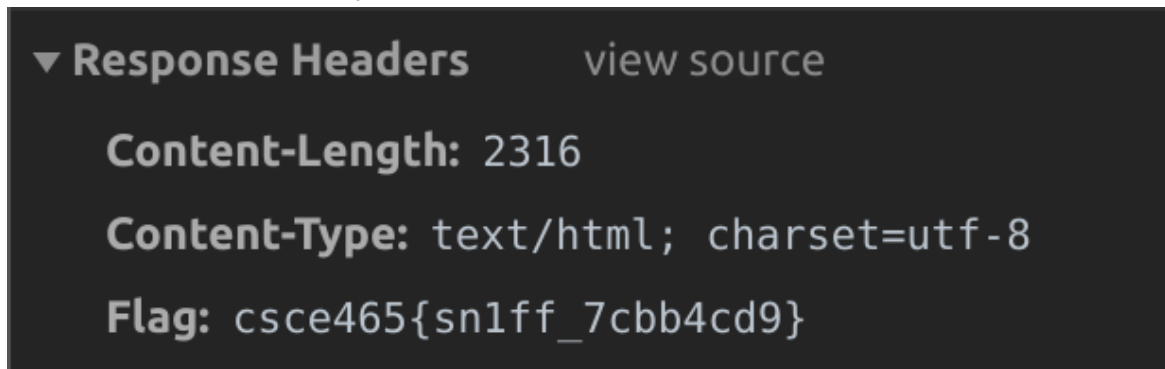 Response Headers view source
Content-Length: 2316
Content-Type: text/html; charset=utf-8
Flag: csce465{sn1ff_7cbb4cd9}